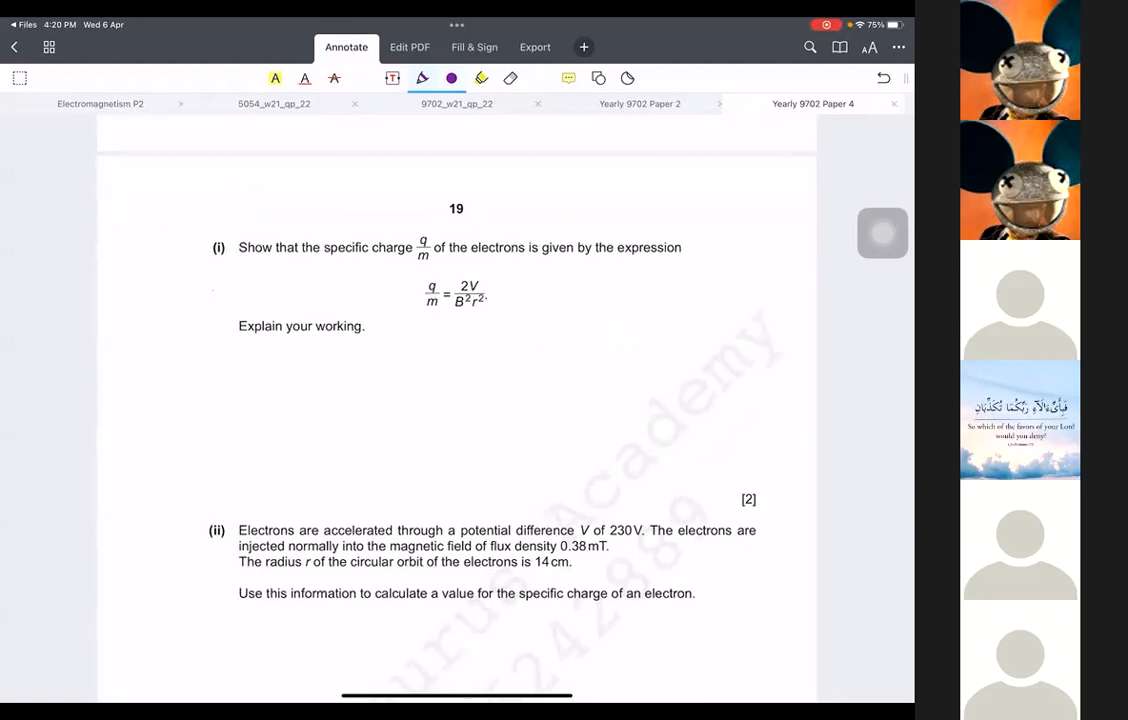 Files 4:20 PM Wed 6 Apr 75%
Annotate Edit PDF Fill & Sign Export
Electromagnetism P2 5054_w21_qp_22 9702_w21_qp_22 Yearly 9702 Paper 2 Yearly 9702 Paper 4
19
(i) Show that the specific charge q/m of the electrons is given by the expression
q/m = 2V/B²r².
Explain your working.
[2]
(ii) Electrons are accelerated through a potential difference V of 230V. The electrons are
injected normally into the magnetic field of flux density 0.38mT.
The radius r of the circular orbit of the electrons is 14cm.
Use this information to calculate a value for the specific charge of an electron.
urus Academy
242889
So which of the favors of your Lord
would you deny?